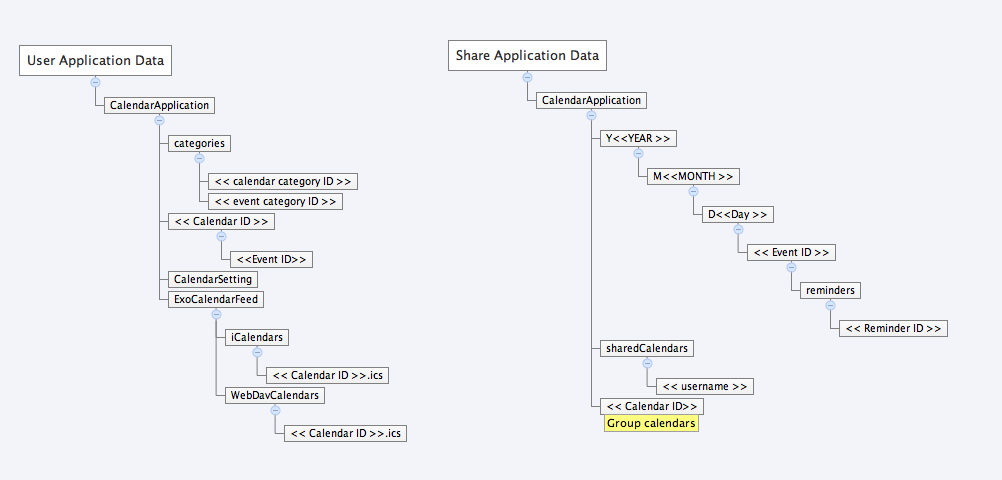 User Application Data
CalendarApplication
categories
<< calendar category ID >>
<< event category ID >>
<< Calendar ID >>
<<Event ID>>
CalendarSetting
ExoCalendarFeed
iCalendars
<< Calendar ID >>.ics
WebDavCalendars
<< Calendar ID >>.ics
Share Application Data
CalendarApplication
Y<<YEAR >>
M<<MONTH >>
D<<Day >>
<< Event ID >>
reminders
<< Reminder ID >>
sharedCalendars
<< username >>
<< Calendar ID>>
Group calendars